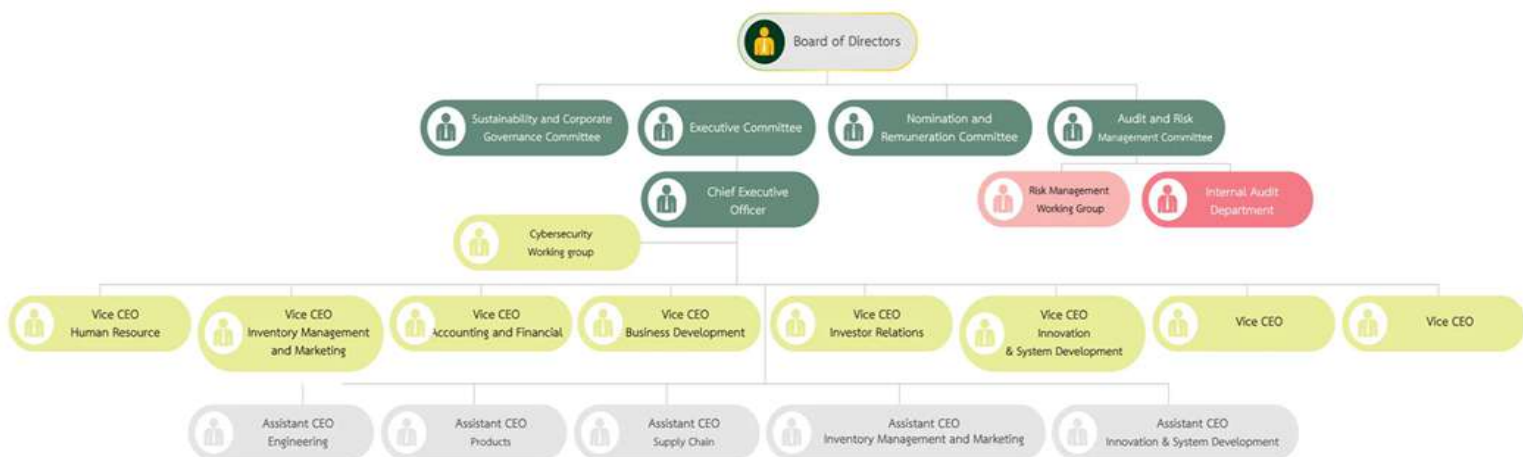 Board of Directors
Sustainability and Corporate
Governance Committee
Executive Committee
Nomination and
Remuneration Committee
Audit and Risk
Management Committee
Chief Executive
Officer
Risk Management
Working Group
Internal Audit
Department
Cybersecurity
Working group
Vice CEO
Human Resource
Vice CEO
Inventory Management
and Marketing
Vice CEO
Accounting and Financial
Vice CEO
Business Development
Vice CEO
Investor Relations
Vice CEO
Innovation
& System Development
Vice CEO
Vice CEO
Assistant CEO
Engineering
Assistant CEO
Products
Assistant CEO
Supply Chain
Assistant CEO
Inventory Management and Marketing
Assistant CEO
Innovation & System Development